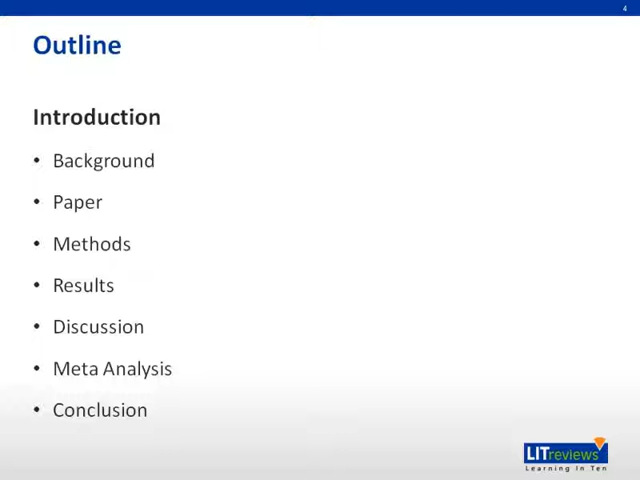 4
Outline
Introduction
• Background
• Paper
• Methods
• Results
• Discussion
• Meta Analysis
• Conclusion
LITreviews
Learning In Ten